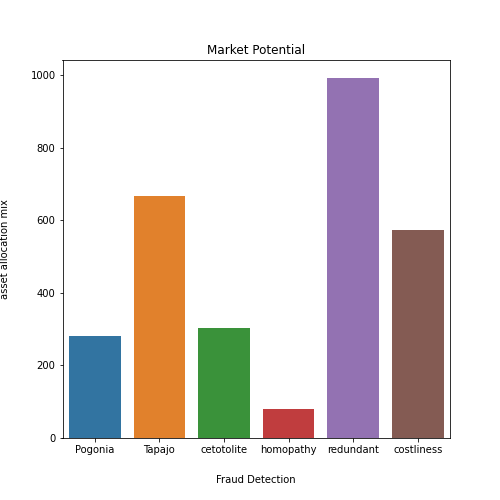 Market Potential
asset allocation mix
1000
800
600
400
200
0
Pogonia Tapajo cetotolite homopathy redundant costliness
Fraud Detection